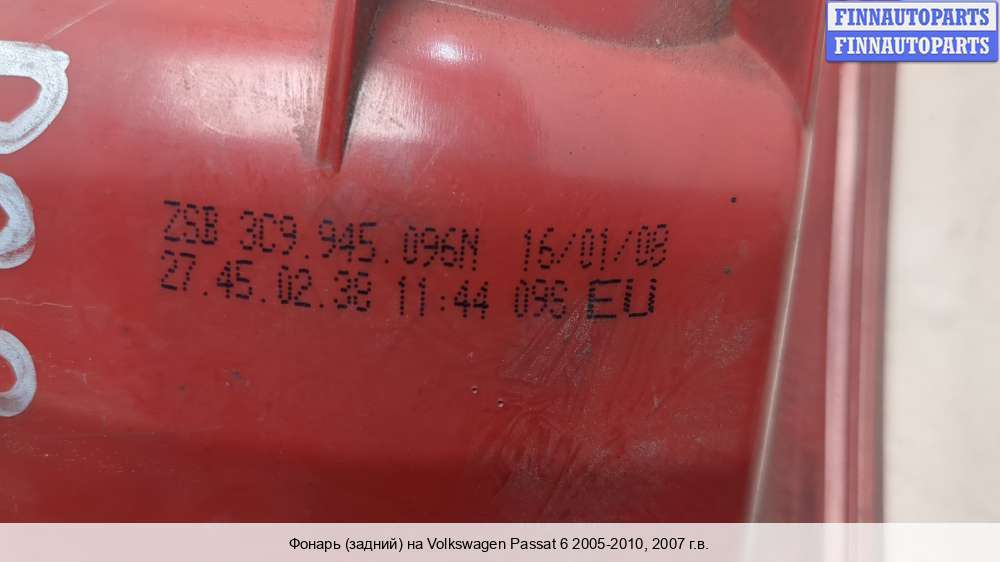 FINNAUTOPARTS
FINNAUTOPARTS
ZSB 3C9.945.096M 16/01/08
27.45.02.38 11:44 096 EU
Фонарь (задний) на Volkswagen Passat 6 2005-2010, 2007 г.в.